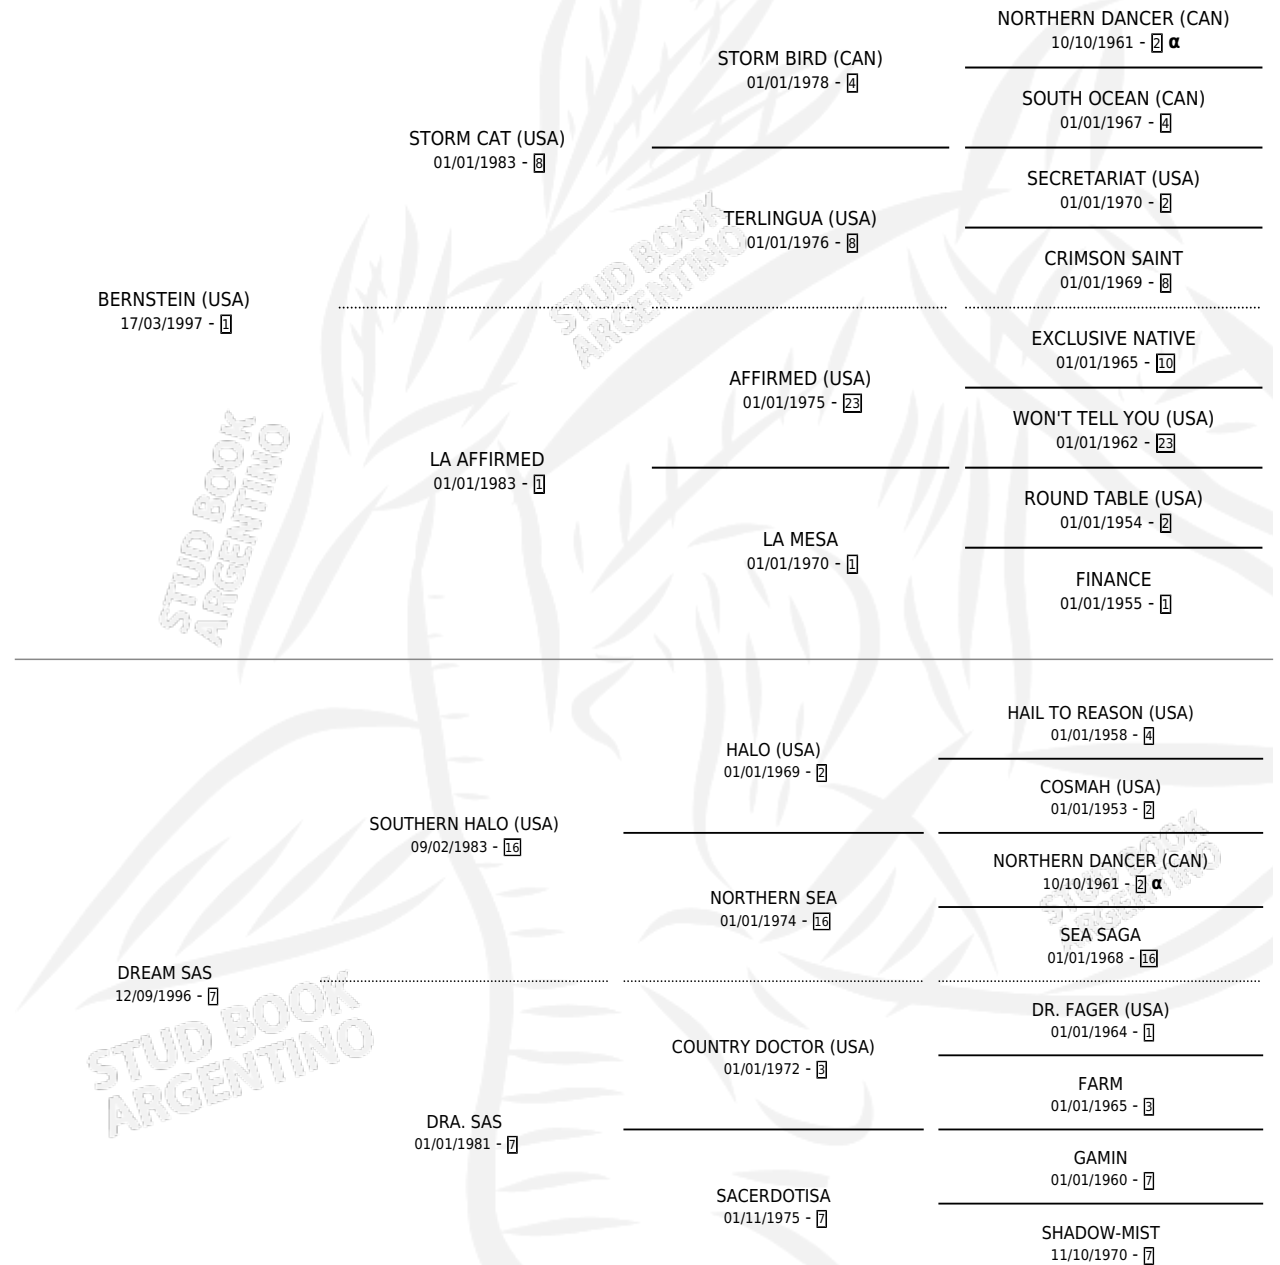 NORTHERN DANCER (CAN)
10/10/1961 - 2 α
STORM BIRD (CAN)
01/01/1978 - 4
SOUTH OCEAN (CAN)
01/01/1967 - 4
STORM CAT (USA)
01/01/1983 - 8
SECRETARIAT (USA)
01/01/1970 - 2
TERLINGUA (USA)
01/01/1976 - 8
CRIMSON SAINT
01/01/1969 - 8
BERNSTEIN (USA)
17/03/1997 - 1
EXCLUSIVE NATIVE
01/01/1965 - 10
AFFIRMED (USA)
01/01/1975 - 23
WON'T TELL YOU (USA)
01/01/1962 - 23
LA AFFIRMED
01/01/1983 - 1
ROUND TABLE (USA)
01/01/1954 - 2
LA MESA
01/01/1970 - 1
FINANCE
01/01/1955 - 1
HAIL TO REASON (USA)
01/01/1958 - 4
HALO (USA)
01/01/1969 - 2
COSMAH (USA)
01/01/1953 - 2
SOUTHERN HALO (USA)
09/02/1983 - 16
NORTHERN DANCER (CAN)
10/10/1961 - 2 α
NORTHERN SEA
01/01/1974 - 16
SEA SAGA
01/01/1968 - 16
DREAM SAS
12/09/1996 - 7
DR. FAGER (USA)
01/01/1964 - 1
COUNTRY DOCTOR (USA)
01/01/1972 - 3
FARM
01/01/1965 - 3
DRA. SAS
01/01/1981 - 7
GAMIN
01/01/1960 - 7
SACERDOTISA
01/11/1975 - 7
SHADOW-MIST
11/10/1970 - 7
STUD BOOK
ARGENTINO
STUD BOOK
ARGENTINO
STUD BOOK
ARGENTINO
STUD BOOK
ARGENTINO